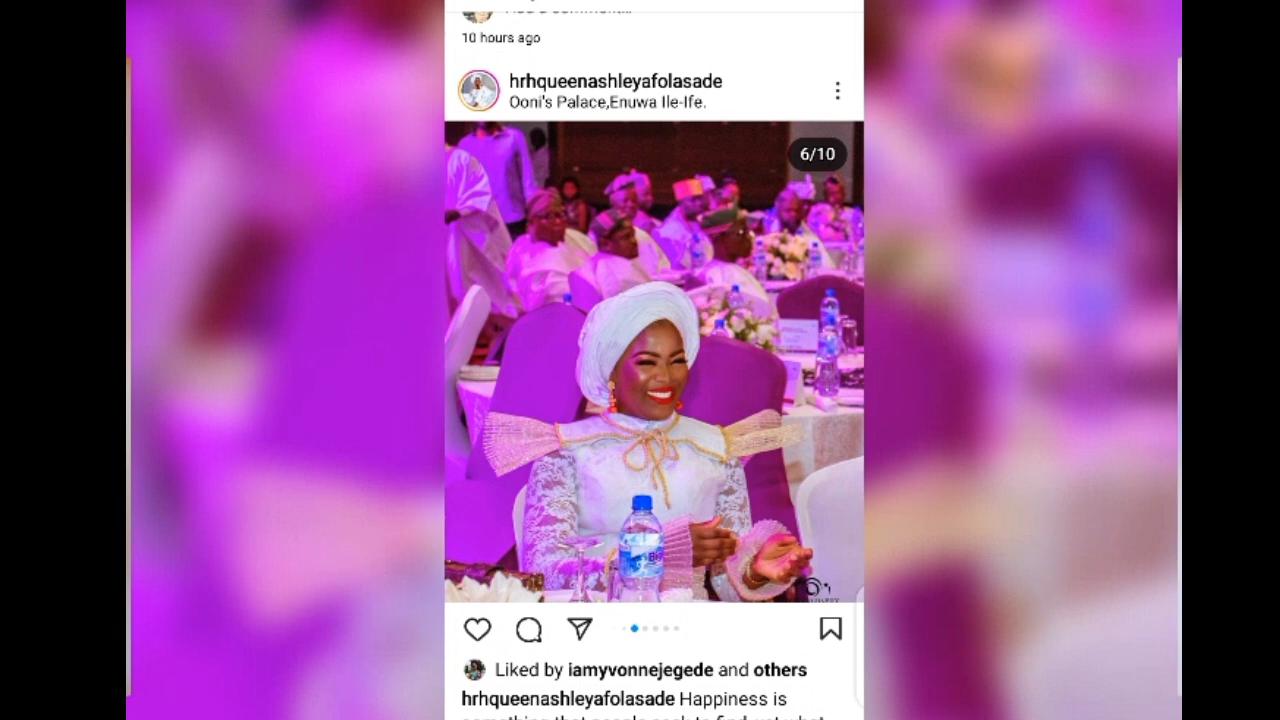 10 hours ago
hrhqueenashleyafolasade
Ooni's Palace,Enuwa Ile-Ife.
6/10
Liked by iamyvonnejegede and others
hrhqueenashleyafolasade Happiness is